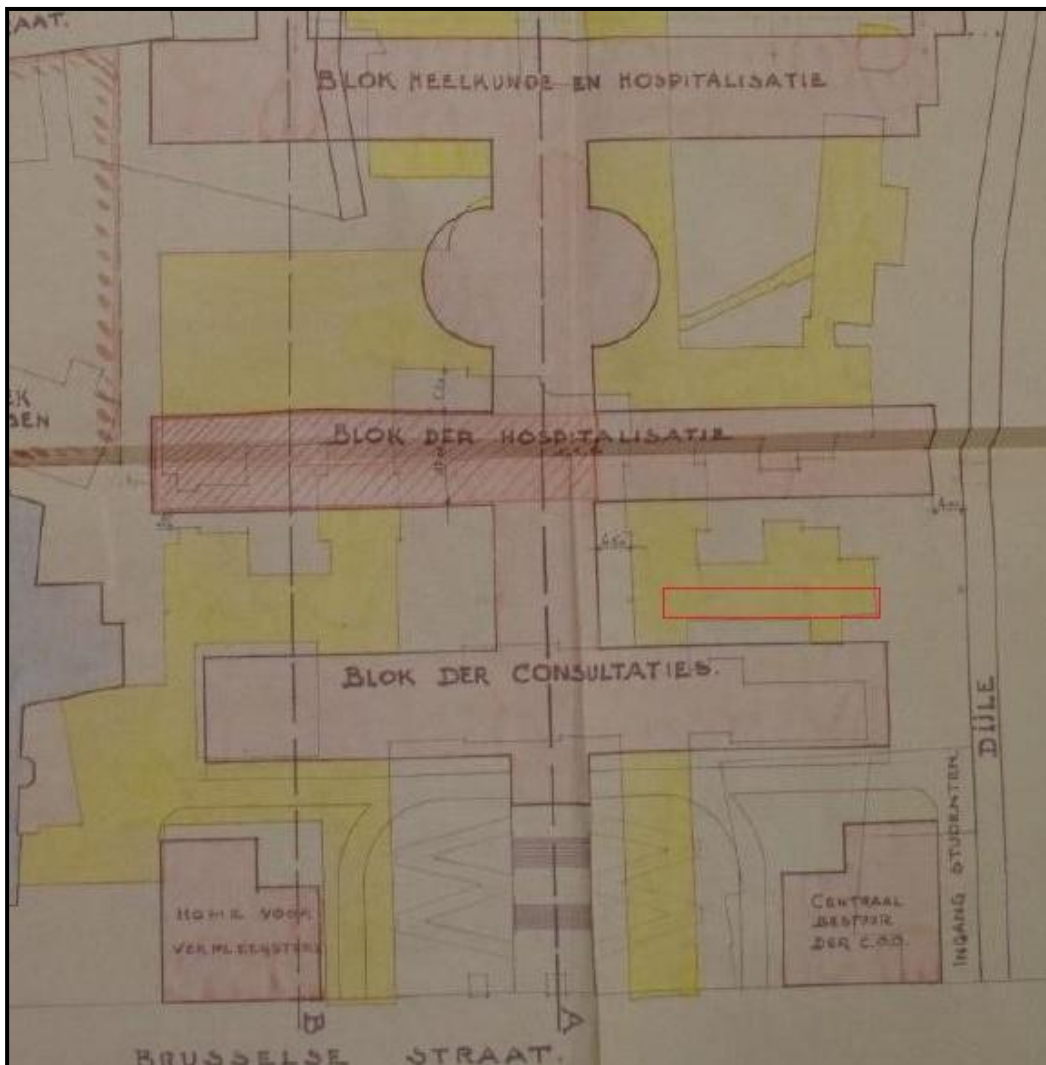 AAT.
BLOK HEELKUNDE EN HOSPITALISATIE
EK
SEN
BLOK DER HOSPITALISATIE
BLOK DER CONSULTATIES.
DIJLE
INGANG STUDENTEN
HOME VOOR
VERPLEEGSTERS
CENTRAAL
BESTUUR
DER C.O.O.
B
A
BRUSSELSE STRAAT.